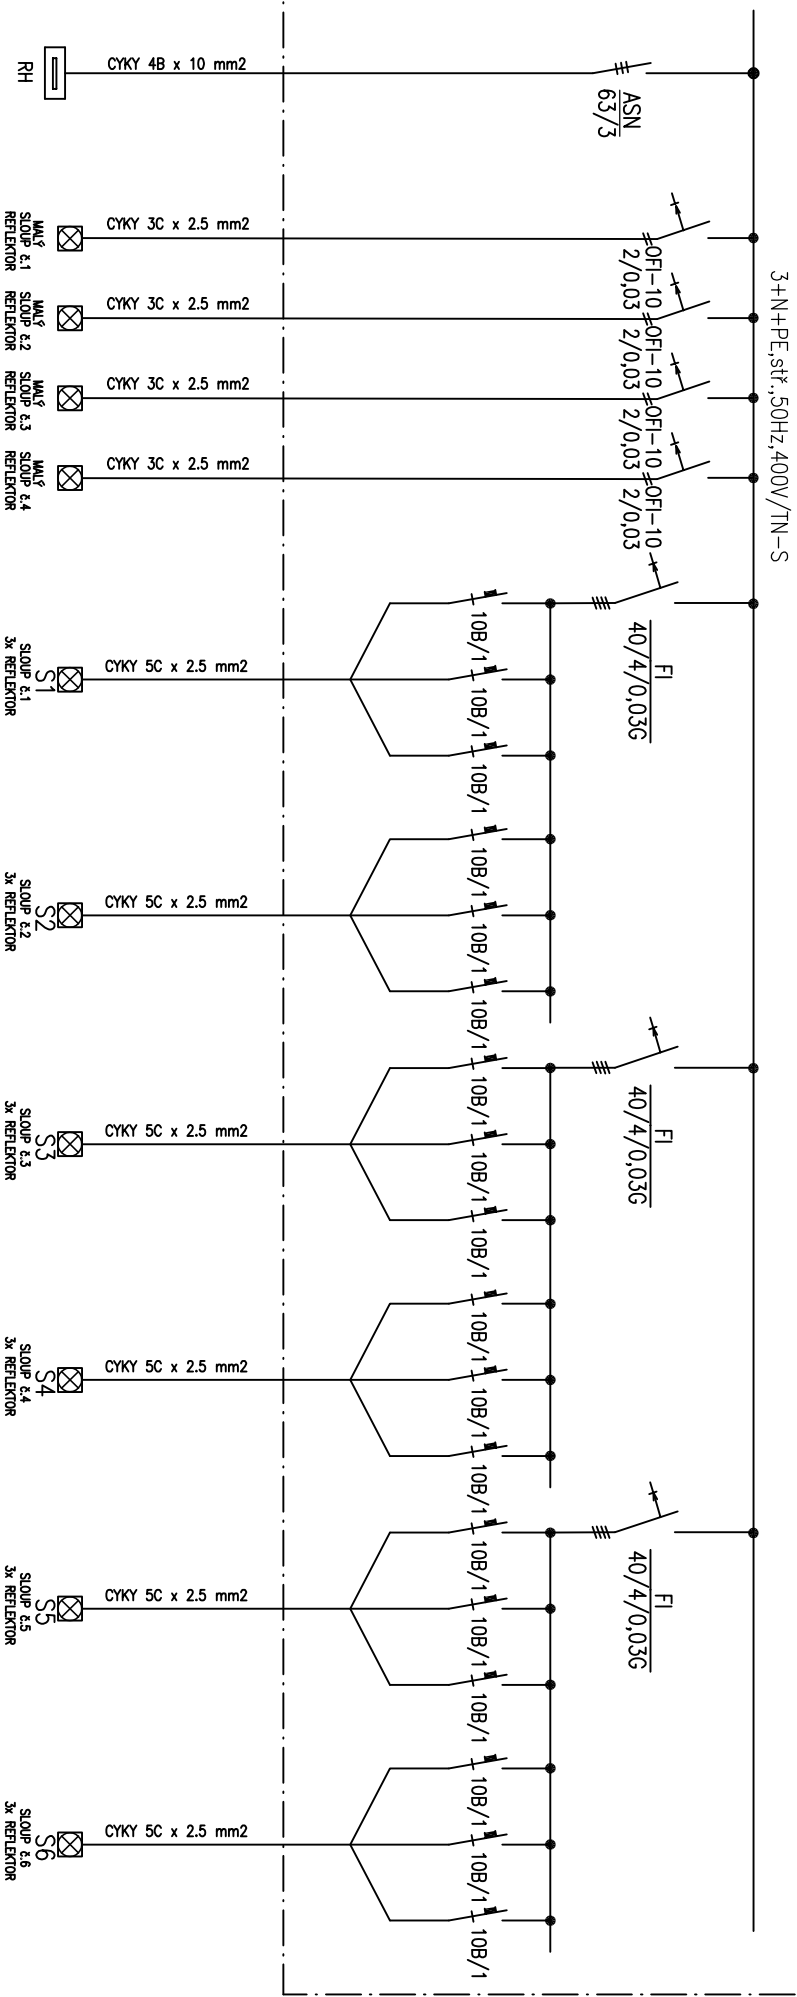 3+N+PE,stř.,50Hz,400V/TN-S
CYKY 4B x 10 mm2
RH
ASN
63/3
CYKY 3C x 2.5 mm2
MALÝ
SLOUP č.1
REFLEKTOR
OFI-10
2/0,03
CYKY 3C x 2.5 mm2
MALÝ
SLOUP č.2
REFLEKTOR
OFI-10
2/0,03
CYKY 3C x 2.5 mm2
MALÝ
SLOUP č.3
REFLEKTOR
OFI-10
2/0,03
CYKY 3C x 2.5 mm2
MALÝ
SLOUP č.4
REFLEKTOR
OFI-10
2/0,03
FI
40/4/0,03G
10B/1
10B/1
10B/1
CYKY 5C x 2.5 mm2
S1
SLOUP č.1
3x REFLEKTOR
10B/1
10B/1
10B/1
CYKY 5C x 2.5 mm2
S2
SLOUP č.2
3x REFLEKTOR
FI
40/4/0,03G
10B/1
10B/1
10B/1
CYKY 5C x 2.5 mm2
S3
SLOUP č.3
3x REFLEKTOR
10B/1
10B/1
10B/1
CYKY 5C x 2.5 mm2
S4
SLOUP č.4
3x REFLEKTOR
FI
40/4/0,03G
10B/1
10B/1
10B/1
CYKY 5C x 2.5 mm2
S5
SLOUP č.5
3x REFLEKTOR
10B/1
10B/1
10B/1
CYKY 5C x 2.5 mm2
S6
SLOUP č.6
3x REFLEKTOR